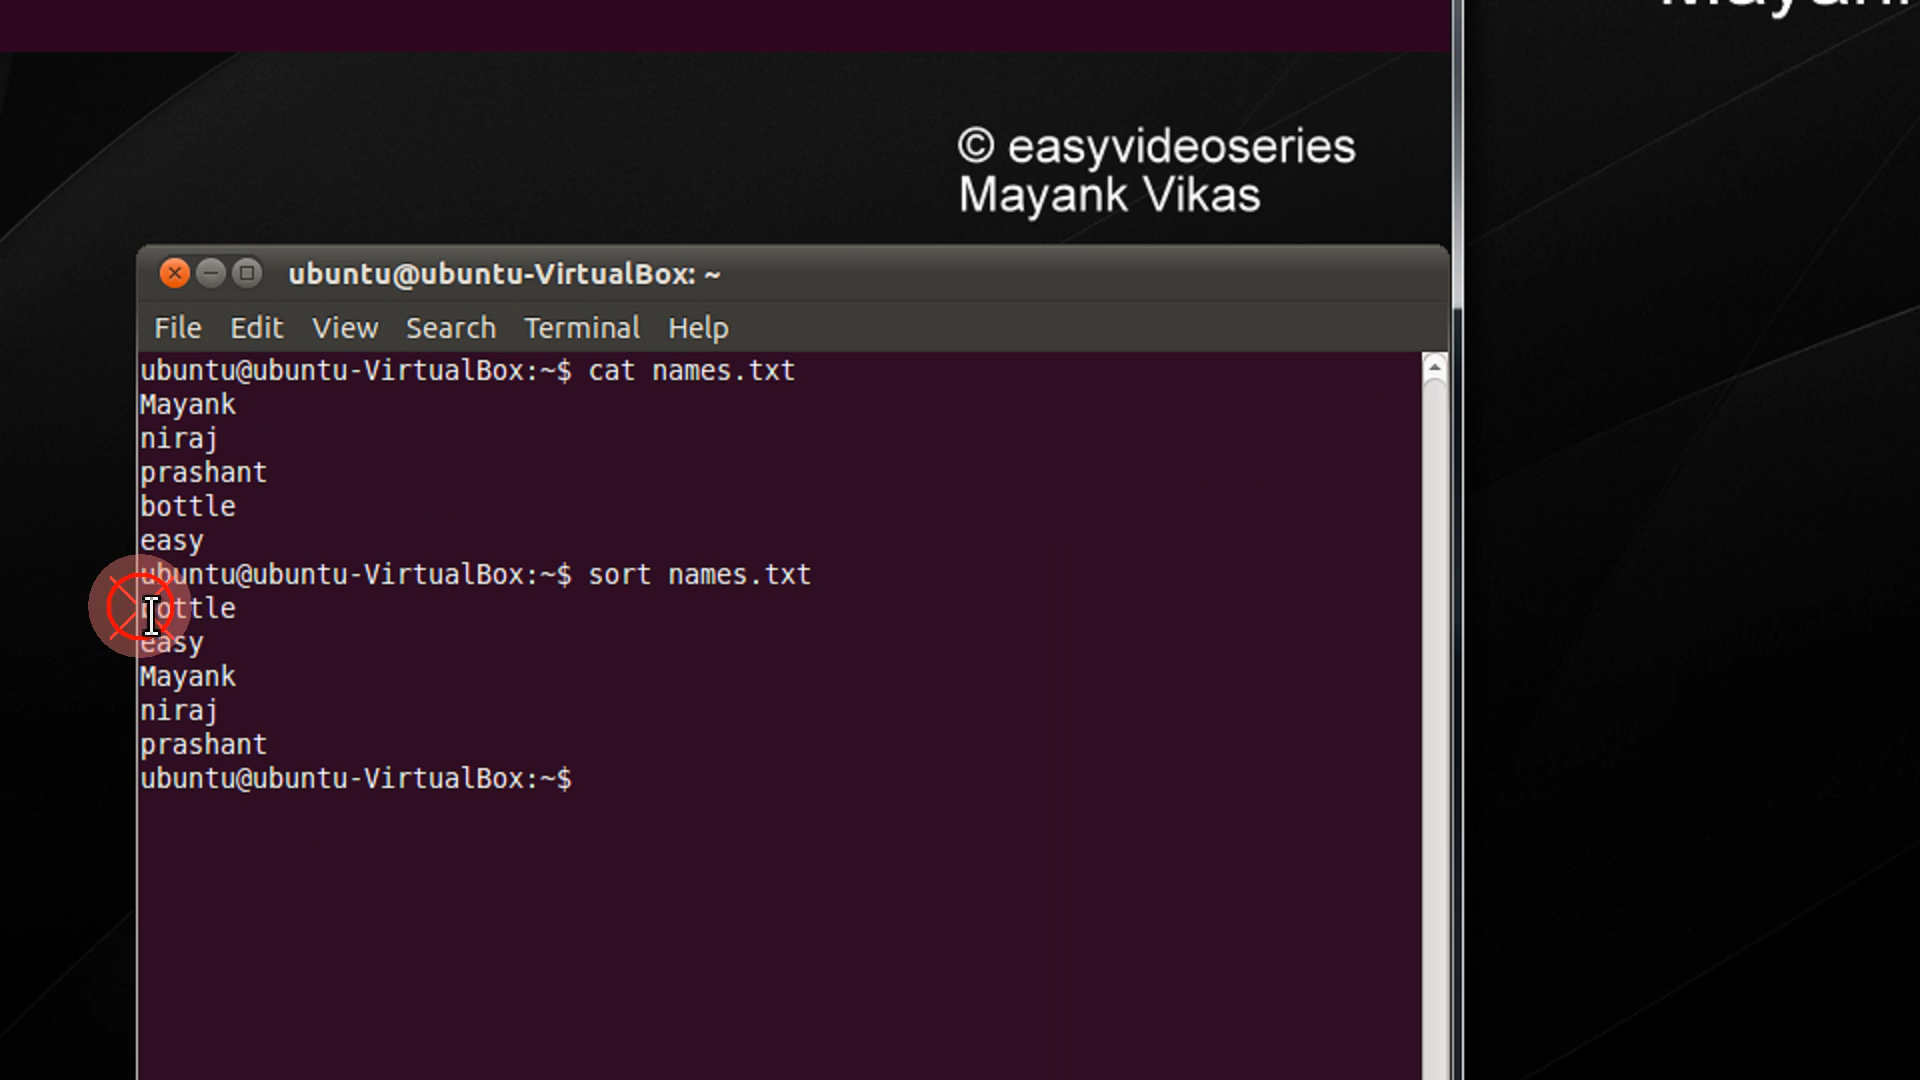 © easyvideoseries
Mayank Vikas
ubuntu@ubuntu-VirtualBox: ~
File Edit View Search Terminal Help
ubuntu@ubuntu-VirtualBox:~$ cat names.txt
Mayank
niraj
prashant
bottle
easy
ubuntu@ubuntu-VirtualBox:~$ sort names.txt
bottle
easy
Mayank
niraj
prashant
ubuntu@ubuntu-VirtualBox:~$